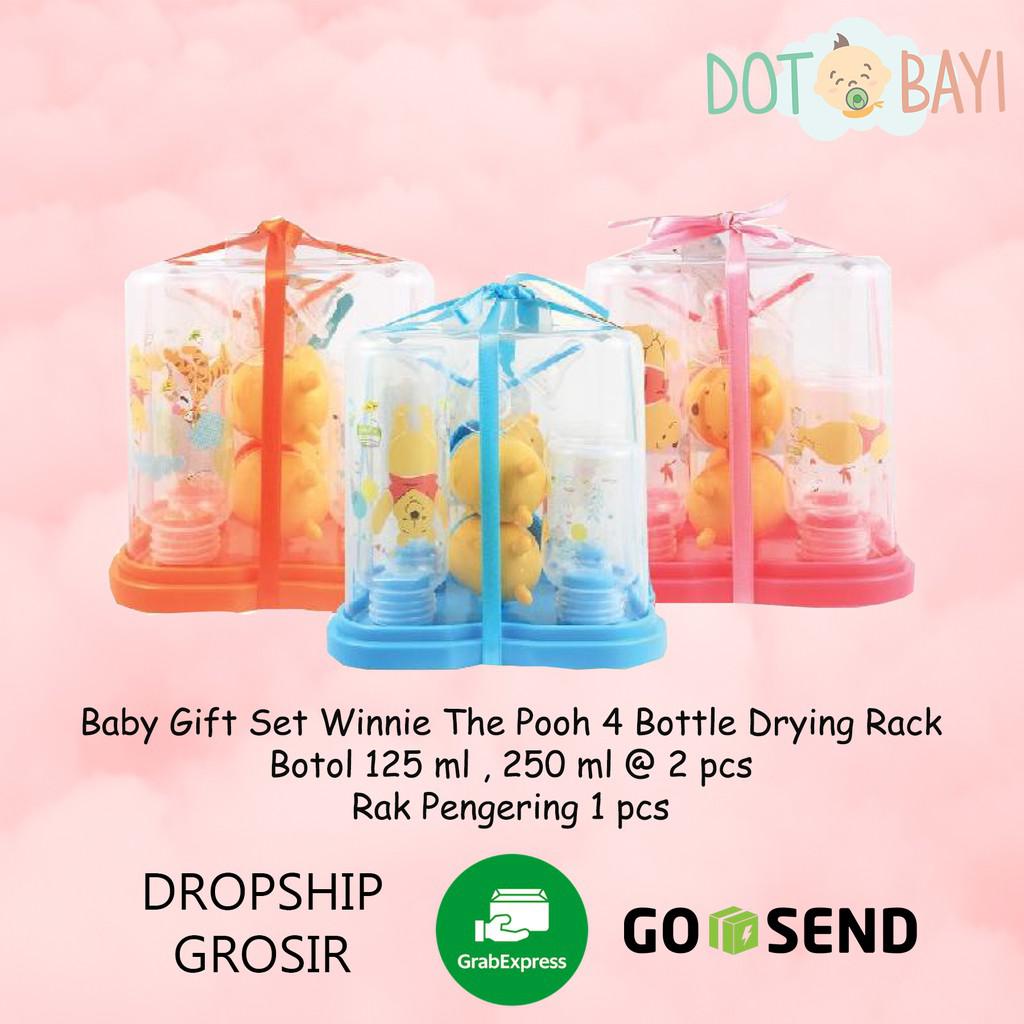 DOT BAYI
Baby Gift Set Winnie The Pooh 4 Bottle Drying Rack
Botol 125 ml , 250 ml @ 2 pcs
Rak Pengering 1 pcs
DROPSHIP
GROSIR
GrabExpress
GO SEND